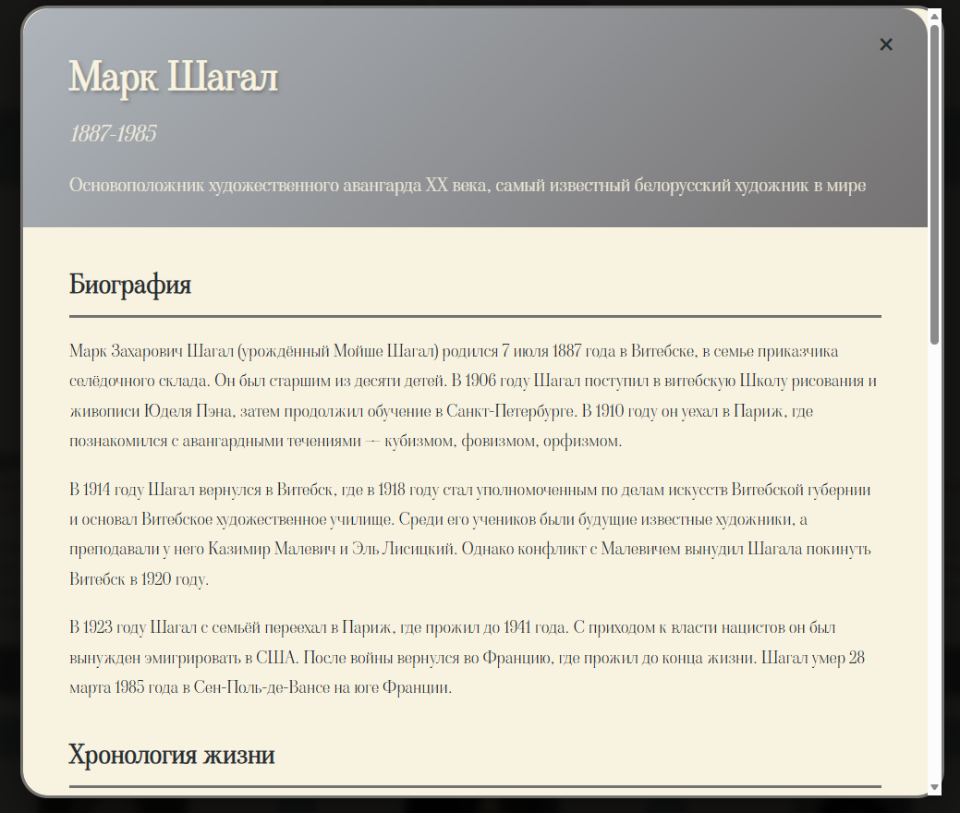 ×
Марк Шагал
1887-1985
Основоположник художественного авангарда XX века, самый известный белорусский художник в мире
Биография
Марк Захарович Шагал (урождённый Мойше Шагал) родился 7 июля 1887 года в Витебске, в семье приказчика
селёдочного склада. Он был старшим из десяти детей. В 1906 году Шагал поступил в витебскую Школу рисования и
живописи Юделя Пэна, затем продолжил обучение в Санкт-Петербурге. В 1910 году он уехал в Париж, где
познакомился с авангардными течениями — кубизмом, фовизмом, орфизмом.
В 1914 году Шагал вернулся в Витебск, где в 1918 году стал уполномоченным по делам искусств Витебской губернии
и основал Витебское художественное училище. Среди его учеников были будущие известные художники, а
преподавали у него Казимир Малевич и Эль Лисицкий. Однако конфликт с Малевичем вынудил Шагала покинуть
Витебск в 1920 году.
В 1923 году Шагал с семьёй переехал в Париж, где прожил до 1941 года. С приходом к власти нацистов он был
вынужден эмигрировать в США. После войны вернулся во Францию, где прожил до конца жизни. Шагал умер 28
марта 1985 года в Сен-Поль-де-Вансе на юге Франции.
Хронология жизни